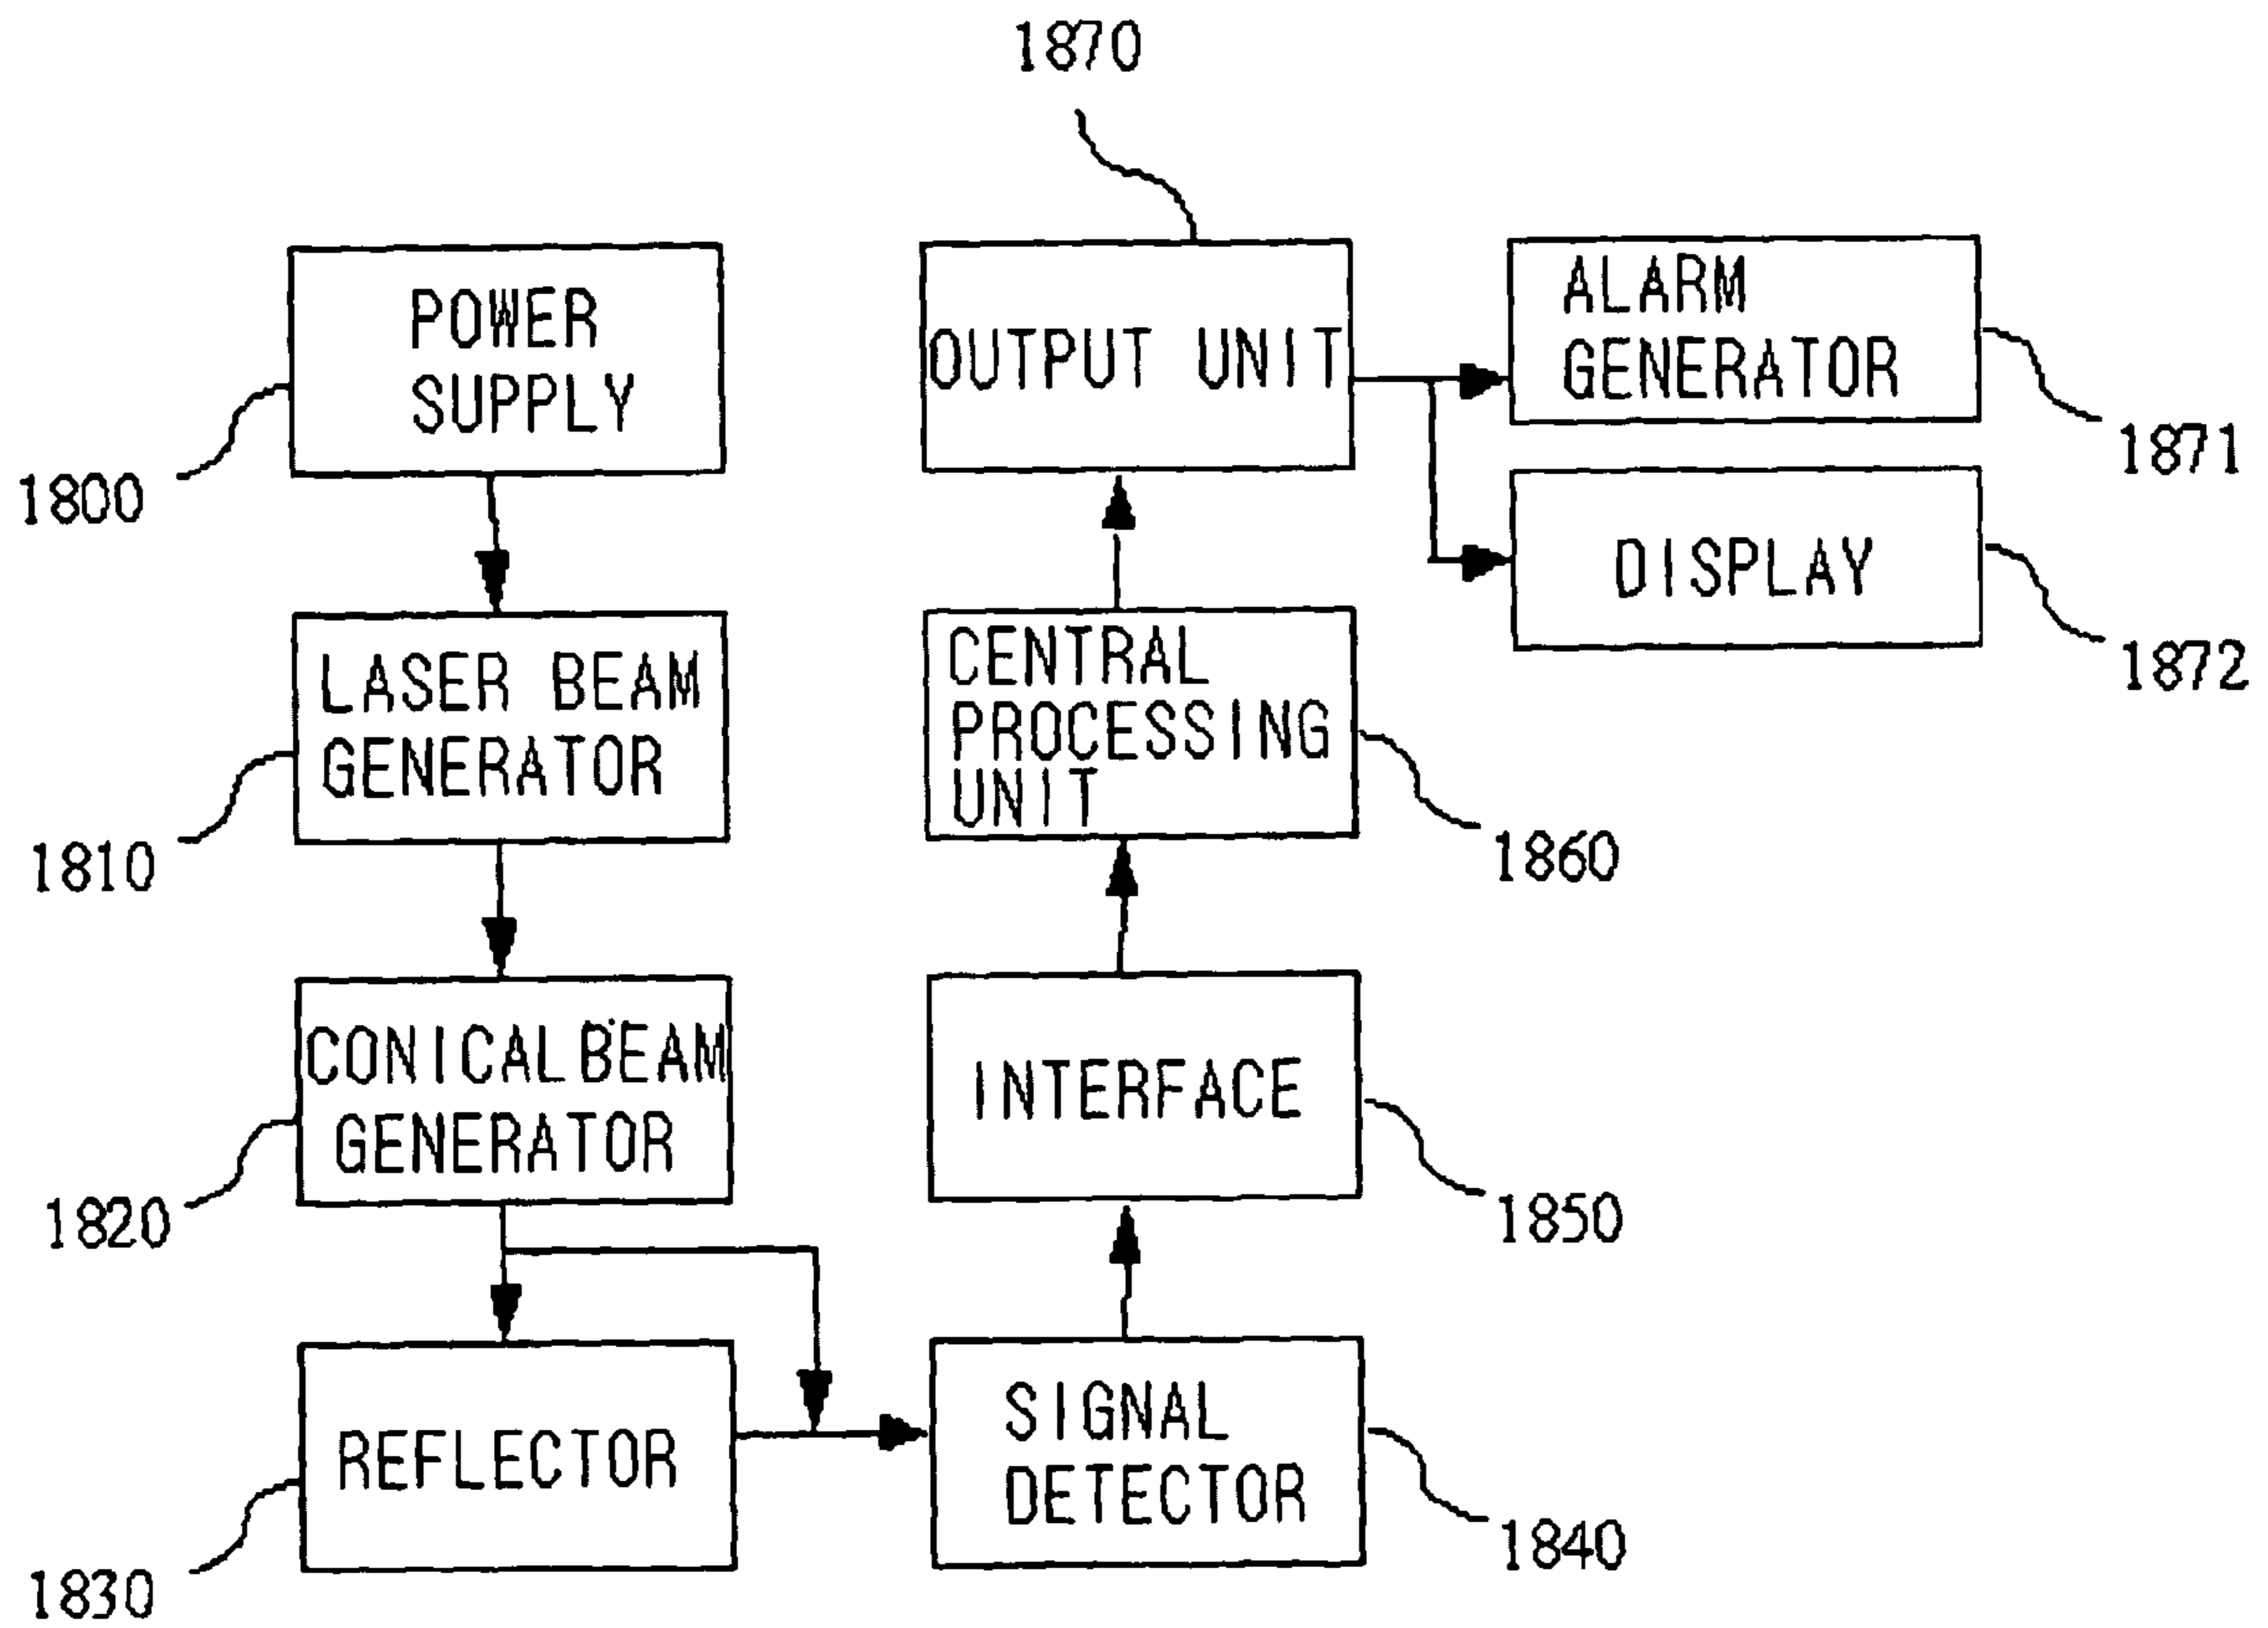 1870
POWER
SUPPLY
1800
OUTPUT UNIT
ALARM
GENERATOR
1871
DISPLAY
1872
LASER BEAM
GENERATOR
1810
CENTRAL
PROCESSING
UNIT
1860
CONICALBEAM
GENERATOR
1820
INTERFACE
1850
REFLECTOR
1830
SIGNAL
DETECTOR
1840